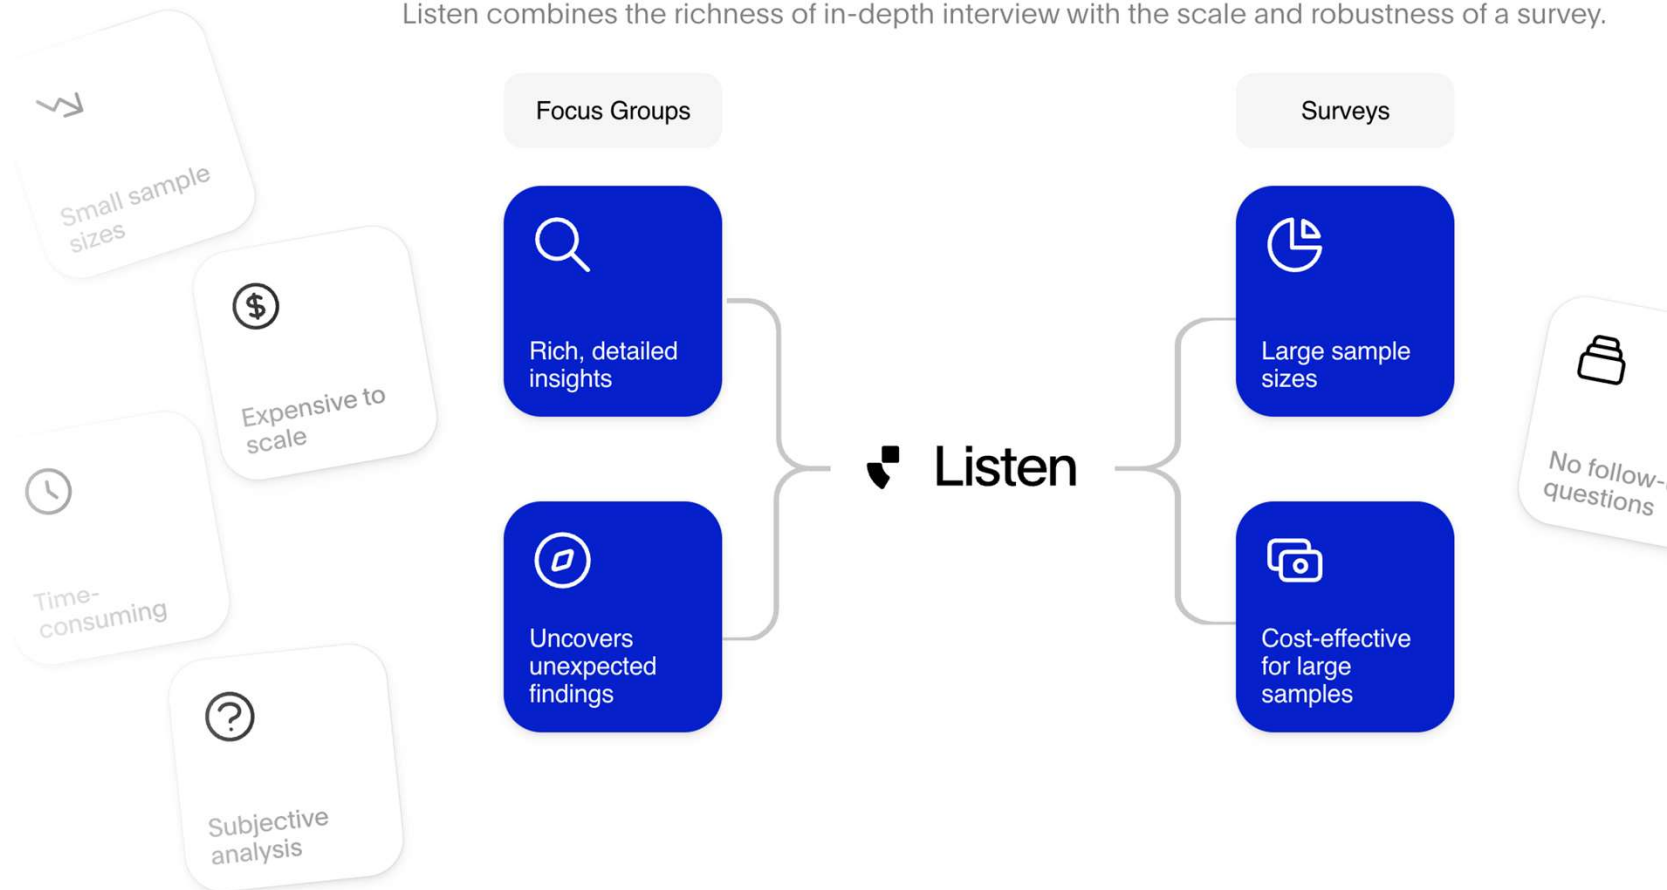 Listen combines the richness of in-depth interview with the scale and robustness of a survey.
Small sample
sizes
Expensive to
scale
Time-
consuming
Subjective
analysis
Focus Groups
Rich, detailed
insights
Uncovers
unexpected
findings
Listen
Surveys
Large sample
sizes
Cost-effective
for large
samples
No follow-
questions